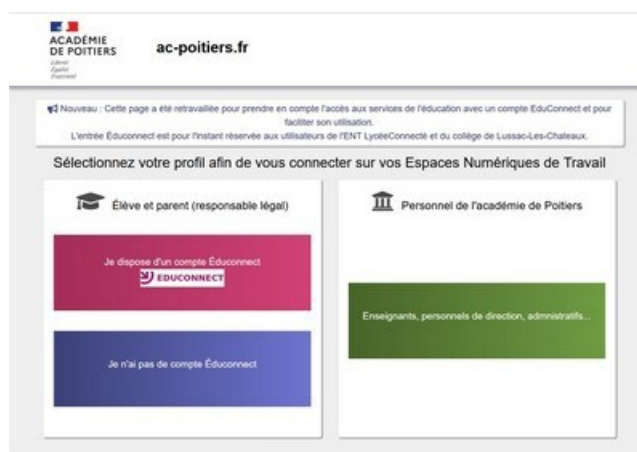 ACADÉMIE
DE POITIERS
Liberté
Égalité
Fraternité
ac-poitiers.fr
Nouveau : Cette page a été retravaillée pour prendre en compte l'accès aux services de l'éducation avec un compte EduConnect et pour
faciliter son utilisation.
L'entrée Éduconnect est pour l'instant réservée aux utilisateurs de l'ENT LycéeConnecté et du collège de Lussac-Les-Chateaux.
Sélectionnez votre profil afin de vous connecter sur vos Espaces Numériques de Travail
Élève et parent (responsable légal)
Je dispose d'un compte Éduconnect
EDUCONNECT
Je n'ai pas de compte Éduconnect
Personnel de l'académie de Poitiers
Enseignants, personnels de direction, admnistratifs...